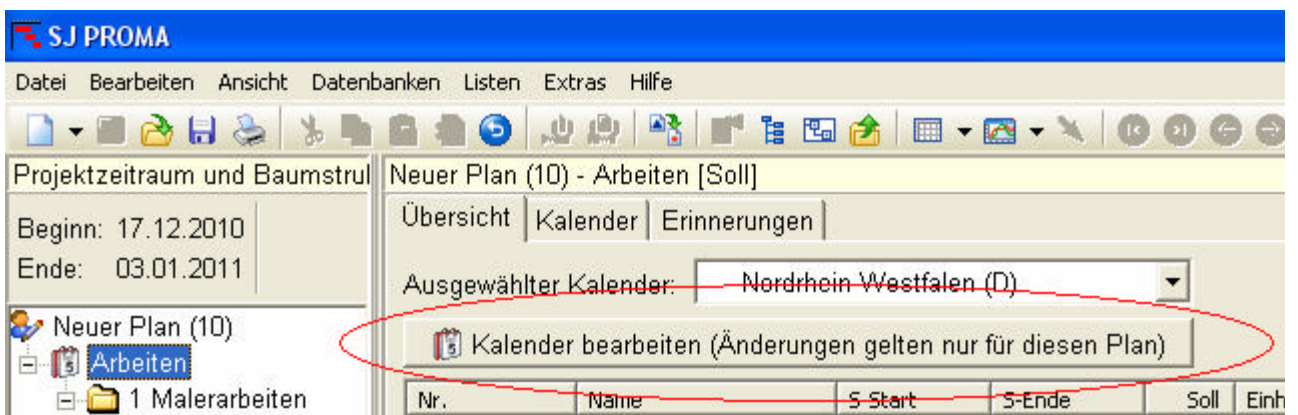 SJ PROMA
Datei Bearbeiten Ansicht Datenbanken Listen Extras Hilfe
Projektzeitraum und Baumstrul
Beginn: 17.12.2010
Ende: 03.01.2011
Neuer Plan (10)
Arbeiten
1 Malerarbeiten
Neuer Plan (10) - Arbeiten [Soll]
Übersicht Kalender Erinnerungen
Ausgewählter Kalender: Nordrhein Westfalen (D)
Kalender bearbeiten (Änderungen gelten nur für diesen Plan)
Nr. Name S-Start S-Ende Soll Einh